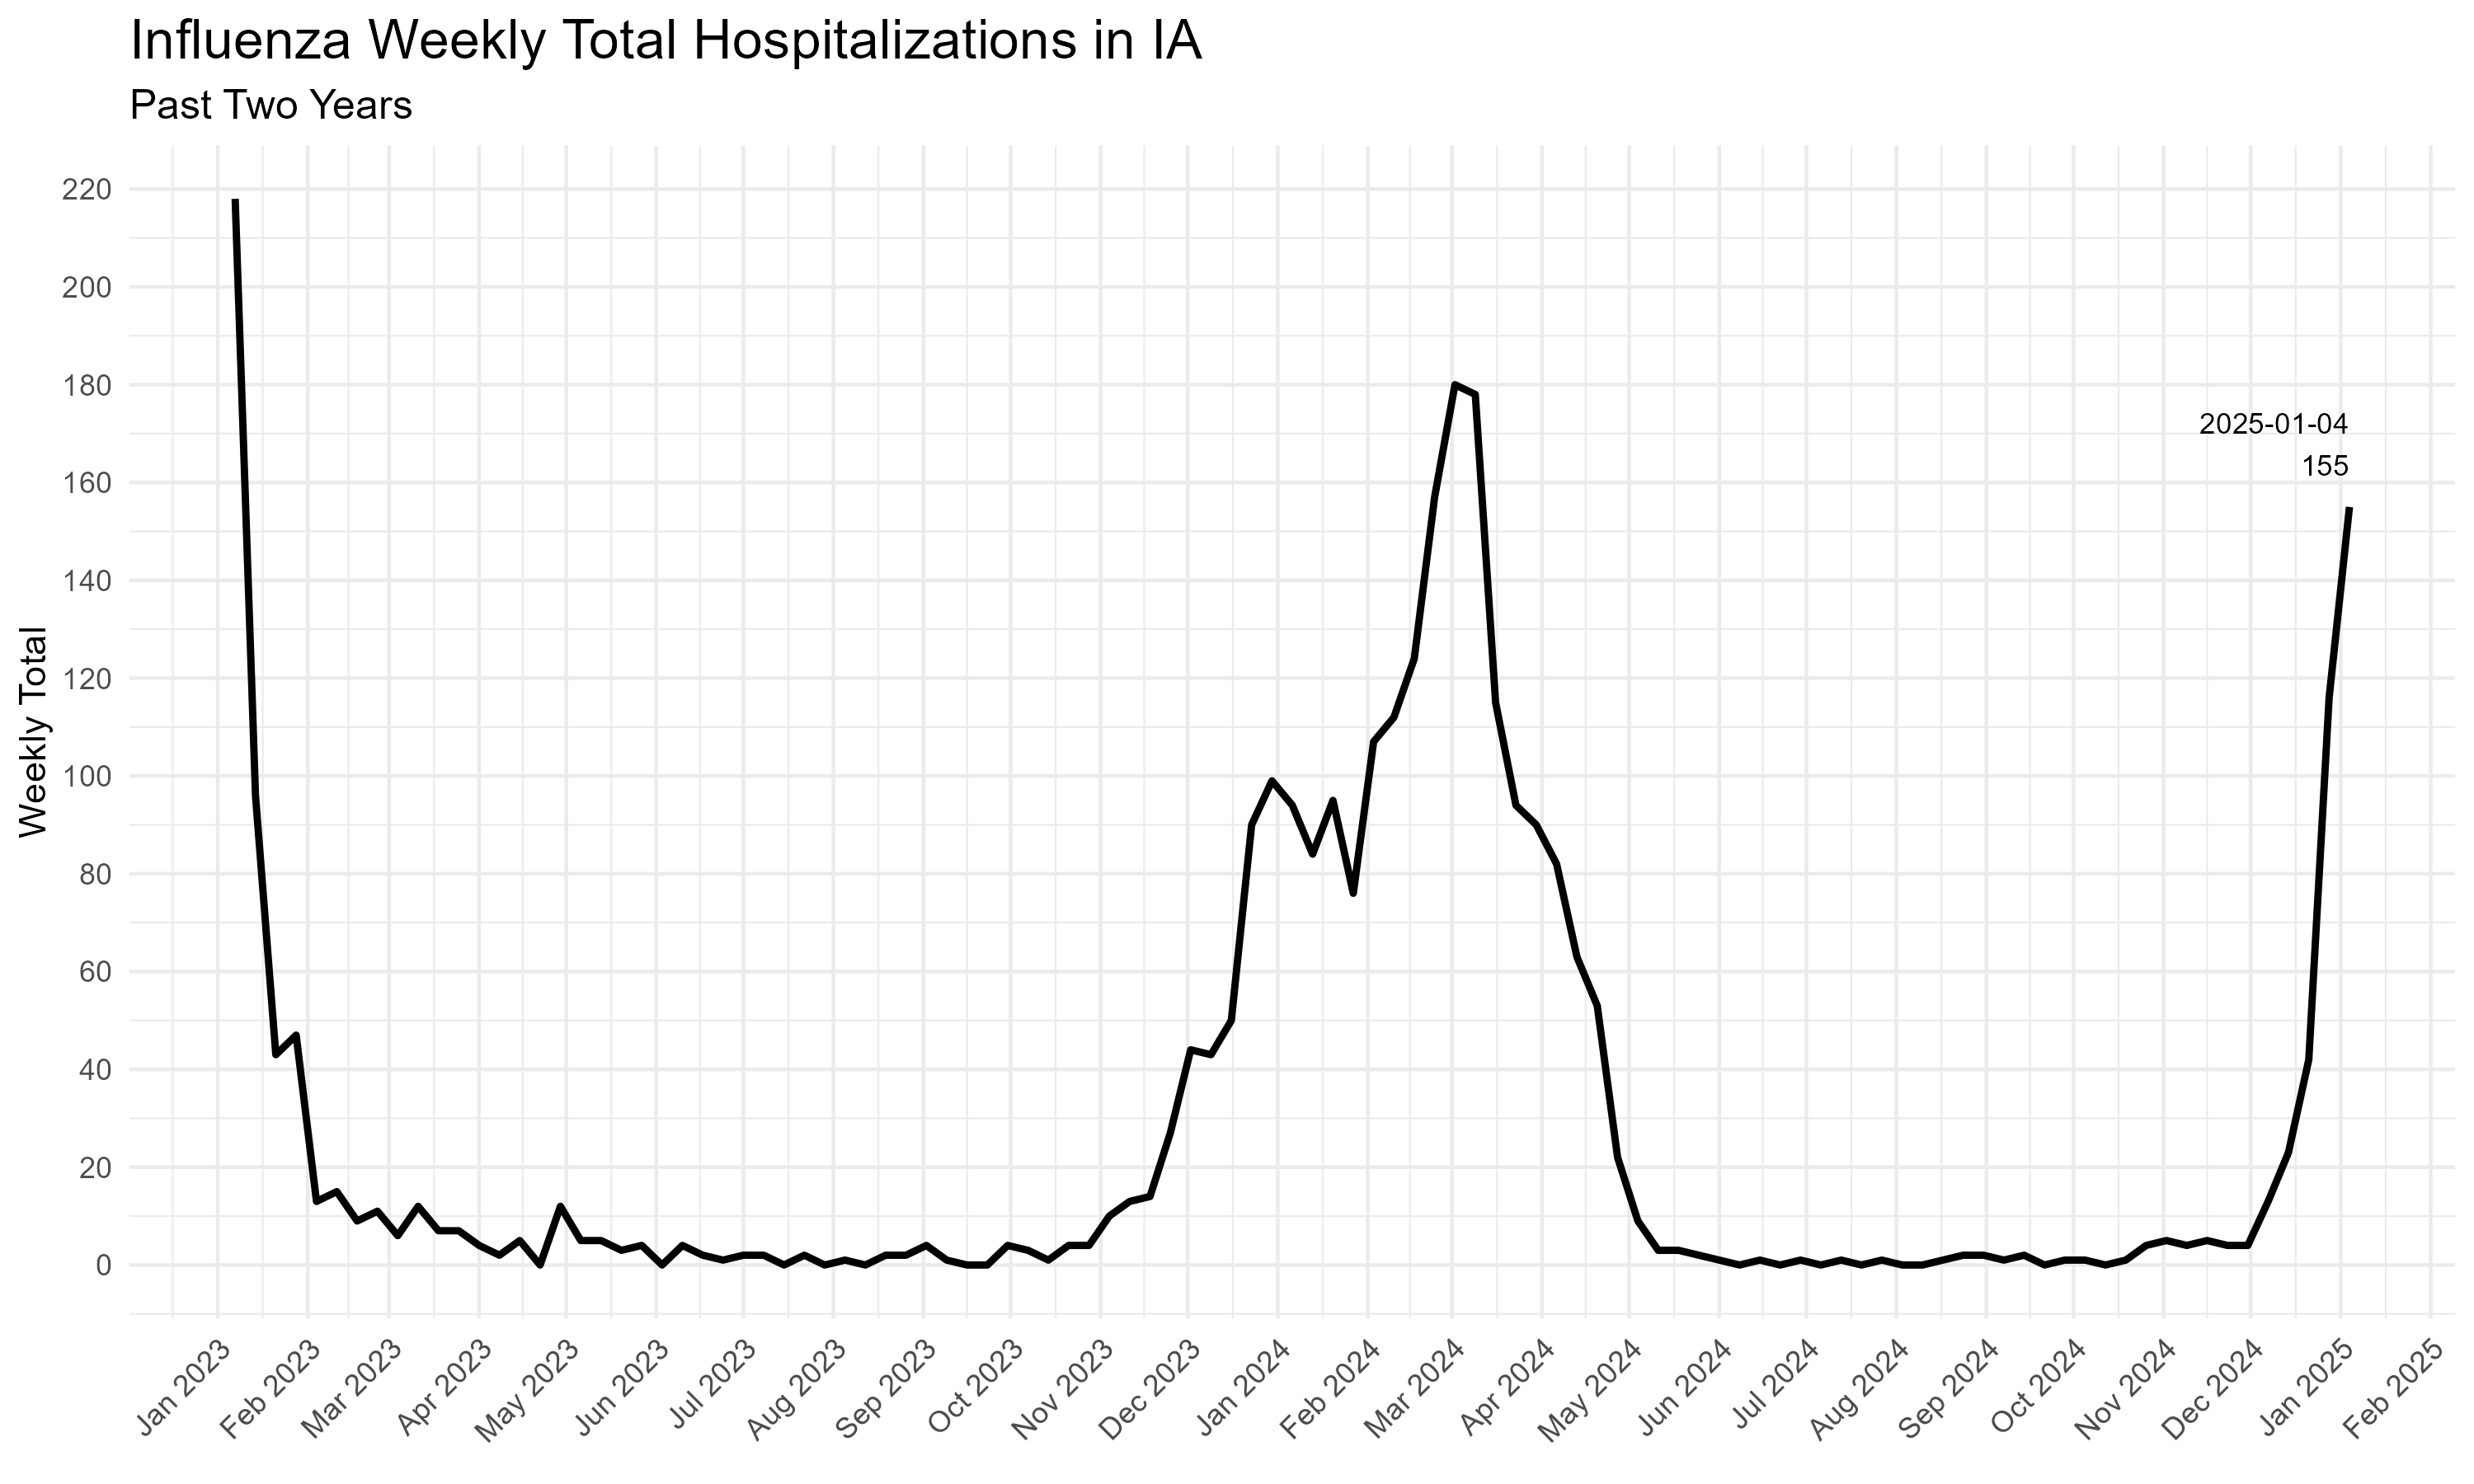 Influenza Weekly Total Hospitalizations in IA
Past Two Years
220
200
180
160
140
120
100
80
60
40
20
0
Weekly Total
2025-01-04
155
Jan 2023
Feb 2023
Mar 2023
Apr 2023
May 2023
Jun 2023
Jul 2023
Aug 2023
Sep 2023
Oct 2023
Nov 2023
Dec 2023
Jan 2024
Feb 2024
Mar 2024
Apr 2024
May 2024
Jun 2024
Jul 2024
Aug 2024
Sep 2024
Oct 2024
Nov 2024
Dec 2024
Jan 2025
Feb 2025